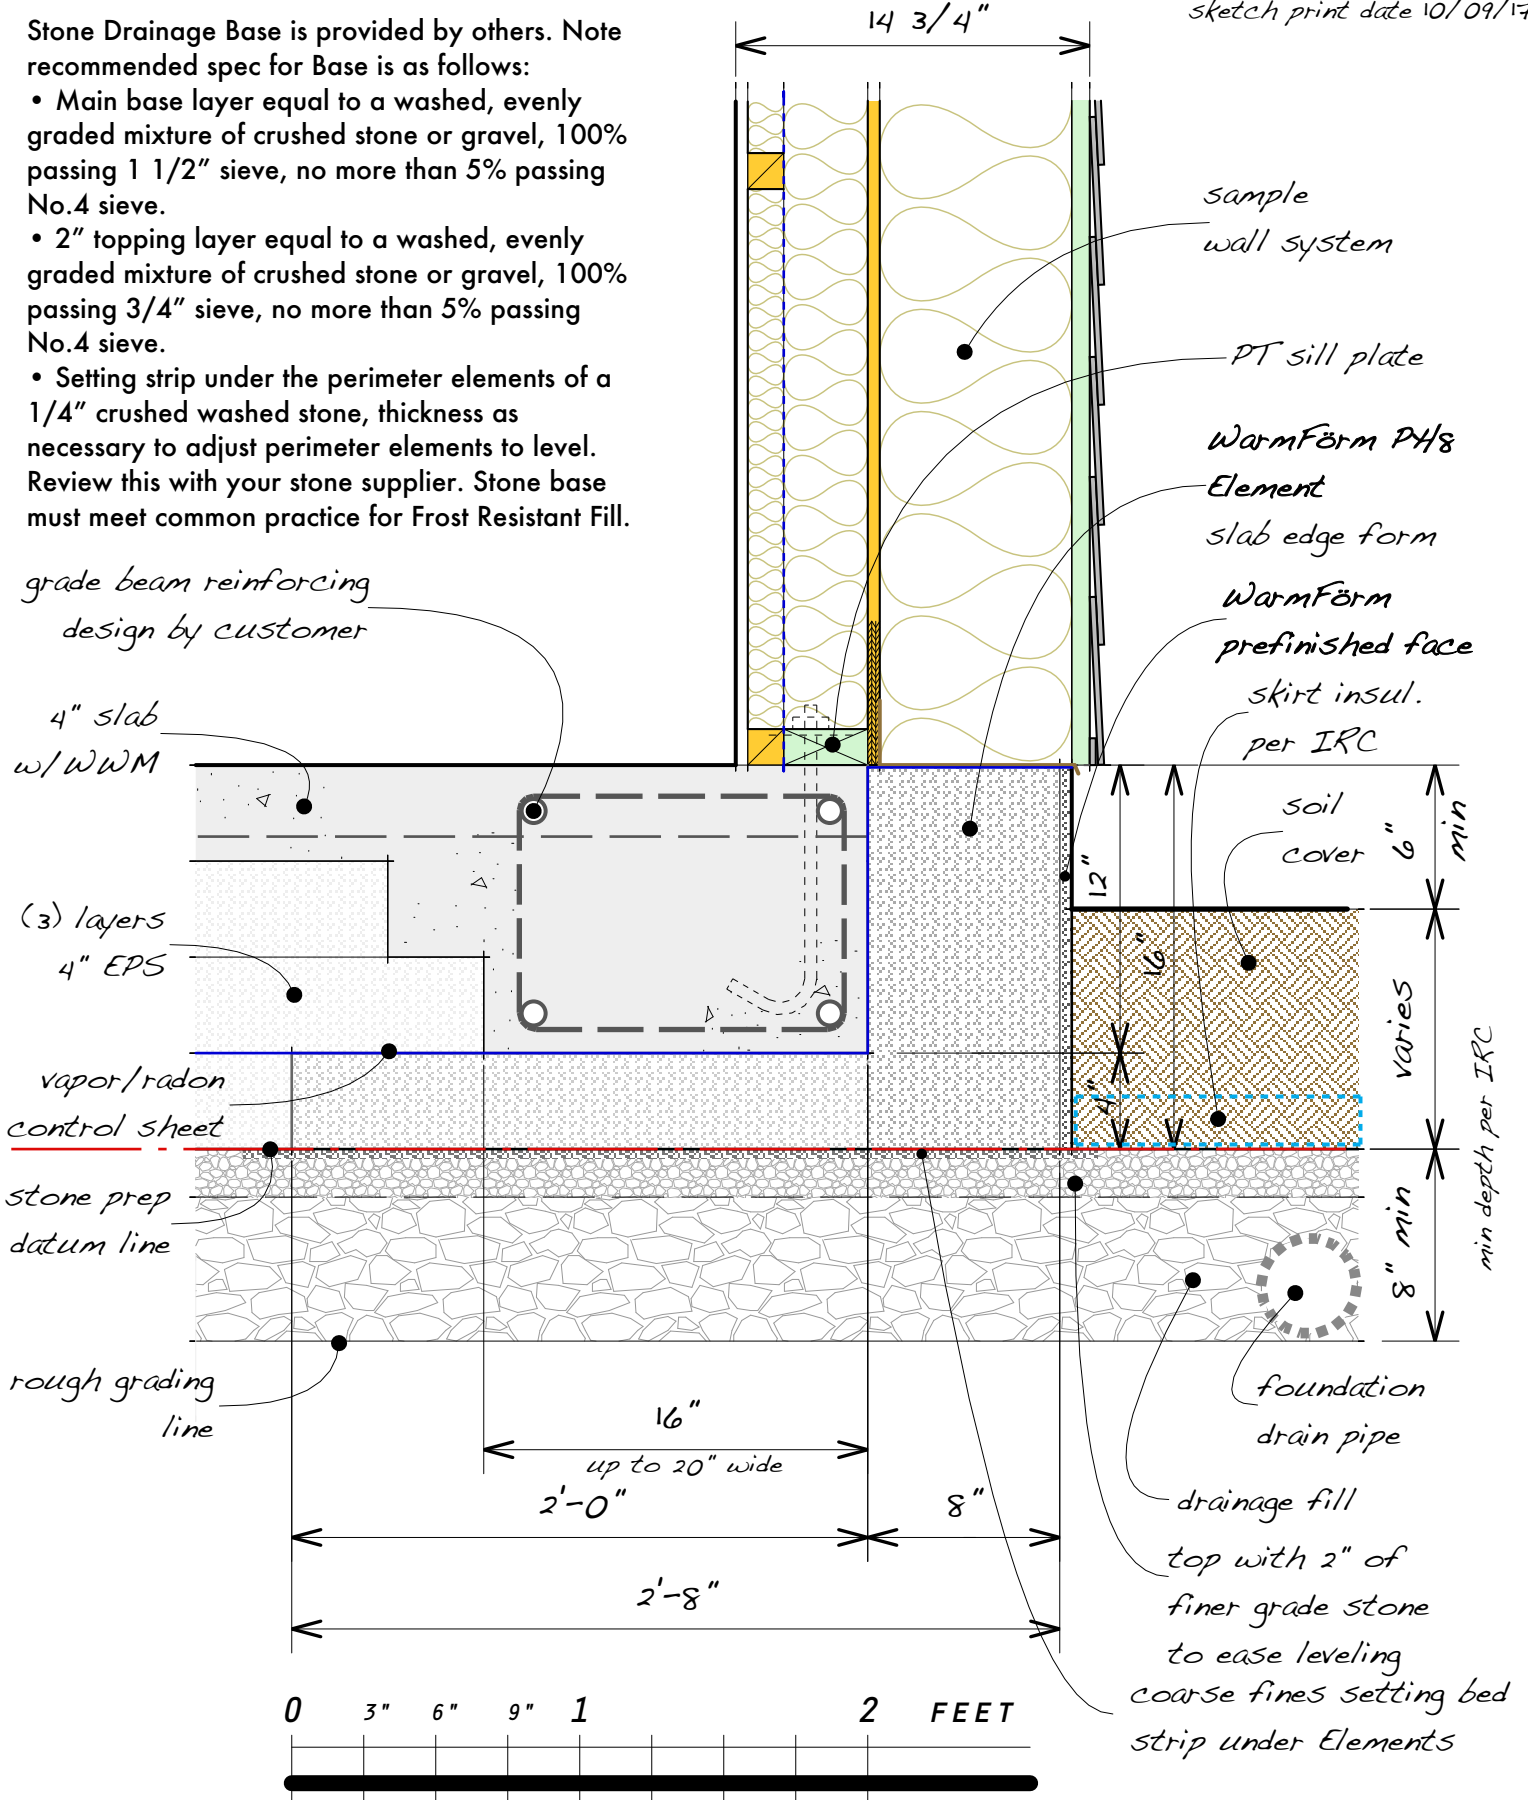 Stone Drainage Base is provided by others. Note
recommended spec for Base is as follows:
• Main base layer equal to a washed, evenly
graded mixture of crushed stone or gravel, 100%
passing 1 1/2" sieve, no more than 5% passing
No.4 sieve.
• 2" topping layer equal to a washed, evenly
graded mixture of crushed stone or gravel, 100%
passing 3/4" sieve, no more than 5% passing
No.4 sieve.
• Setting strip under the perimeter elements of a
1/4" crushed washed stone, thickness as
necessary to adjust perimeter elements to level.
Review this with your stone supplier. Stone base
must meet common practice for Frost Resistant Fill.
14 3/4"
sketch print date 10/09/17
sample
wall system
PT sill plate
WarmFörm PH8
Element
slab edge form
WarmFörm
prefinished face
skirt insul.
per IRC
soil
cover
grade beam reinforcing
design by customer
4" slab
w/WWM
(3) layers
4" EPS
vapor/radon
control sheet
stone prep
datum line
rough grading
line
12"
16"
4"
6"
min
varies
8" min
min depth per IRC
16"
up to 20" wide
2'-0"
8"
2'-8"
foundation
drain pipe
drainage fill
top with 2" of
finer grade stone
to ease leveling
coarse fines setting bed
strip under Elements
0 3" 6" 9" 1 2 FEET